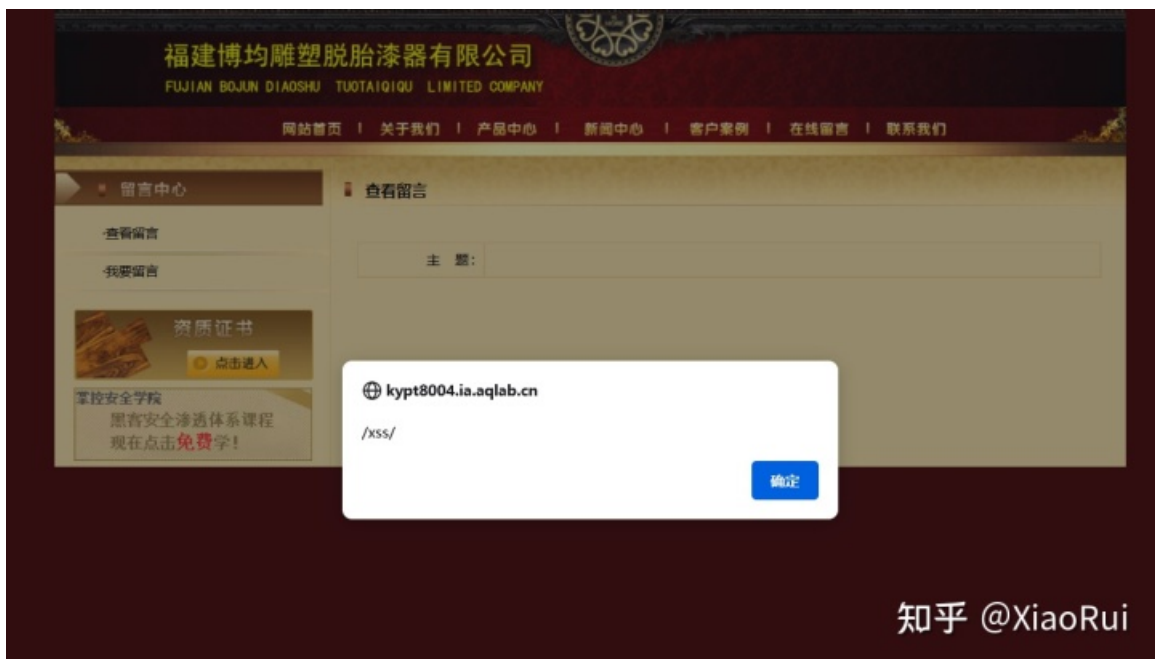 福建博均雕塑脱胎漆器有限公司
FUJIAN BOJUN DIAOSHU TUOTAIQIQU LIMITED COMPANY
网站首页 | 关于我们 | 产品中心 | 新闻中心 | 客户案例 | 在线留言 | 联系我们
留言中心
查看留言
·查看留言
主 题：
·我要留言
资质证书
点击进入
掌控安全学院
黑客安全渗透体系课程
现在点击免费学！
kypt8004.ia.aqlab.cn
/xss/
确定
知乎 @XiaoRui